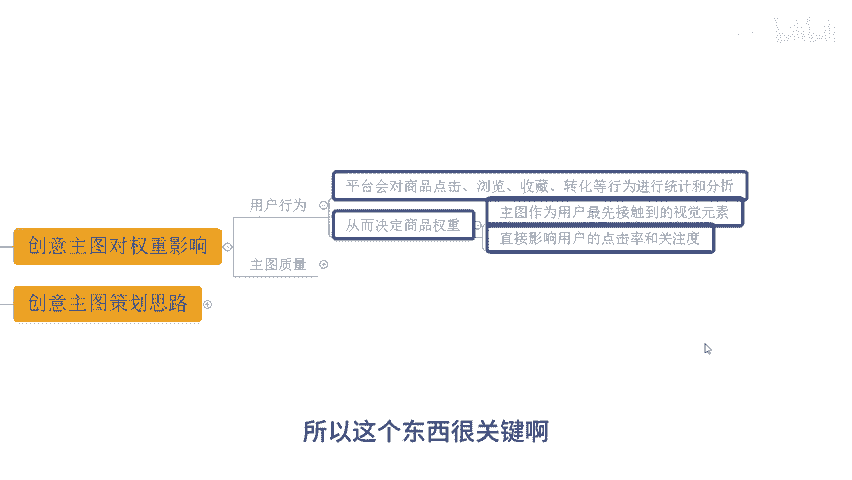 平台会对商品点击、浏览、收藏、转化等行为进行统计和分析
用户行为
主图作为用户最先接触到的视觉元素
从而决定商品权重
直接影响用户的点击率和关注度
创意主图对权重影响
主图质量
创意主图策划思路
所以这个东西很关键啊